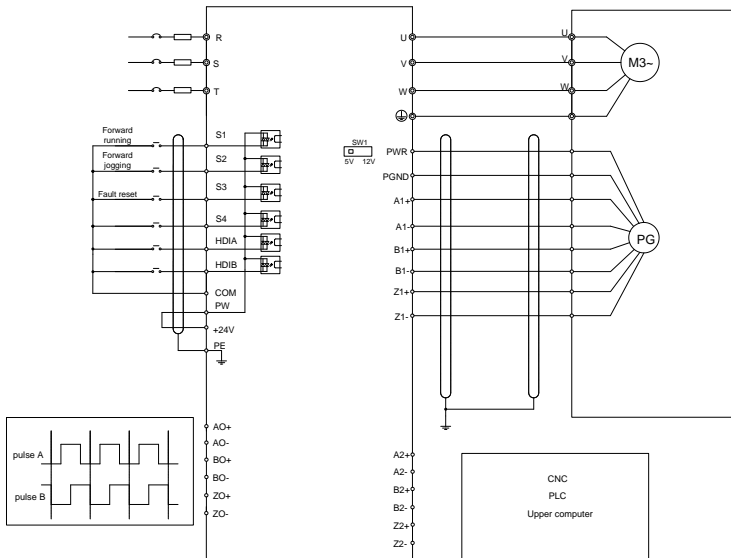 R
S
T
Forward
running
S1
Forward
jogging
S2
Fault reset
S3
S4
HDIA
HDIB
COM
PW
+24V
PE
SW1
5V 12V
U
V
W
U
V
W
M3~
PWR
PGND
A1+
A1-
B1+
B1-
Z1+
Z1-
PG
pulse A
pulse B
AO+
AO-
BO+
BO-
ZO+
ZO-
A2+
A2-
B2+
B2-
Z2+
Z2-
CNC
PLC
Upper computer